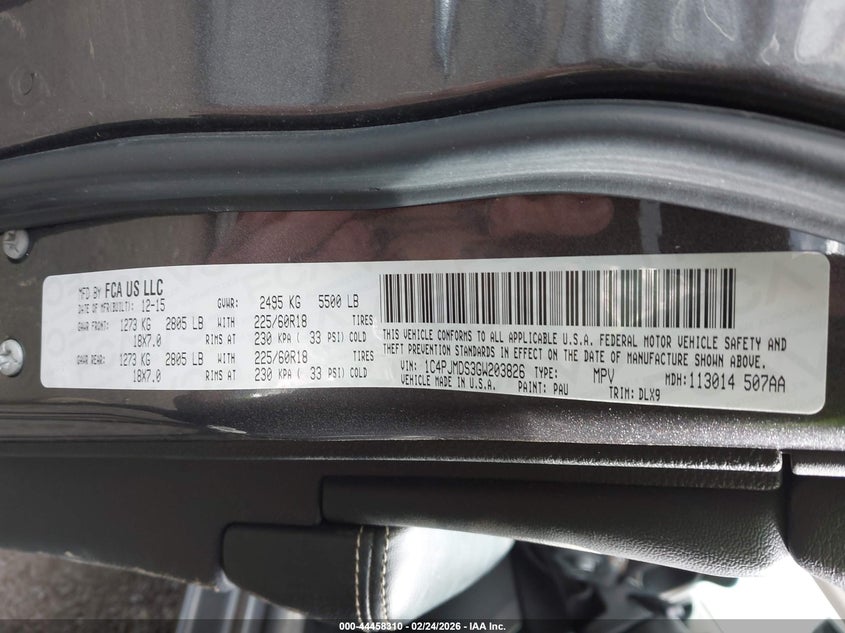 MFD BY FCA US LLC
DATE OF MFR(BUILT): 12-15 GVWR: 2495 KG 5500 LB
GAWR FRONT: 1273 KG 2805 LB WITH 225/60R18 TIRES
18X7.0 RIMS AT 230 KPA ( 33 PSI) COLD
GAWR REAR: 1273 KG 2805 LB WITH 225/60R18 TIRES
18X7.0 RIMS AT 230 KPA ( 33 PSI) COLD
THIS VEHICLE CONFORMS TO ALL APPLICABLE U.S.A. FEDERAL MOTOR VEHICLE SAFETY AND
THEFT PREVENTION STANDARDS IN EFFECT ON THE DATE OF MANUFACTURE SHOWN ABOVE.
VIN: 1C4PJMDS3GW203826 TYPE: MPV MDH:113014 507AA
VEHICLE MADE IN U.S.A. PAINT: PAU TRIM: DLX9
000-44458310 - 02/24/2026 - IAA Inc.